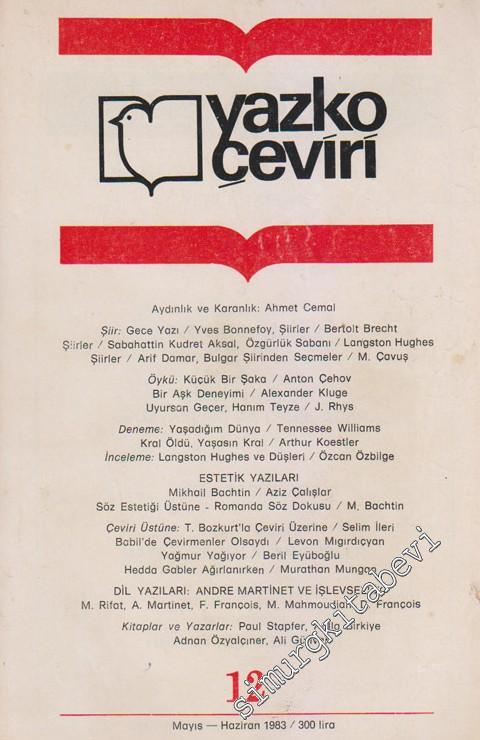 yazko
çeviri
Aydınlık ve Karanlık: Ahmet Cemal
Şiir: Gece Yazı / Yves Bonnefoy, Şiirler / Bertolt Brecht
Şiirler / Sabahattin Kudret Aksal, Özgürlük Sabanı / Langston Hughes
Şiirler / Arif Damar, Bulgar Şiirinden Seçmeler / M. Çavuş
Öykü: Küçük Bir Şaka / Anton Çehov
Bir Aşk Deneyimi / Alexander Kluge
Uyursan Geçer, Hanım Teyze / J. Rhys
Deneme: Yaşadığım Dünya / Tennessee Williams
Kral Öldü, Yaşasın Kral / Arthur Koestler
İnceleme: Langston Hughes ve Düşleri / Özcan Özbilge
ESTETİK YAZILARI
Mikhail Bachtin / Aziz Çalışlar
Söz Estetiği Üstüne - Romanda Söz Dokusu / M. Bachtin
Çeviri Üstüne: T. Bozkurt'la Çeviri Üzerine / Selim İleri
Babil'de Çevirmenler Olsaydı / Levon Mıgırdıçyan
Yağmur Yağıyor / Beril Eyüboğlu
Hedda Gabler Ağırlanırken / Murathan Mungan
DİL YAZILARI: ANDRE MARTİNET VE İŞLEVSEL
M. Rifat, A. Martinet, F. François, M. Mahmoudian, François
Kitaplar ve Yazarlar: Paul Stapfer, Birkiye
Adnan Özyalçıner, Ali
12
Mayıs — Haziran 1983 / 300 lira
simurgkitabevi